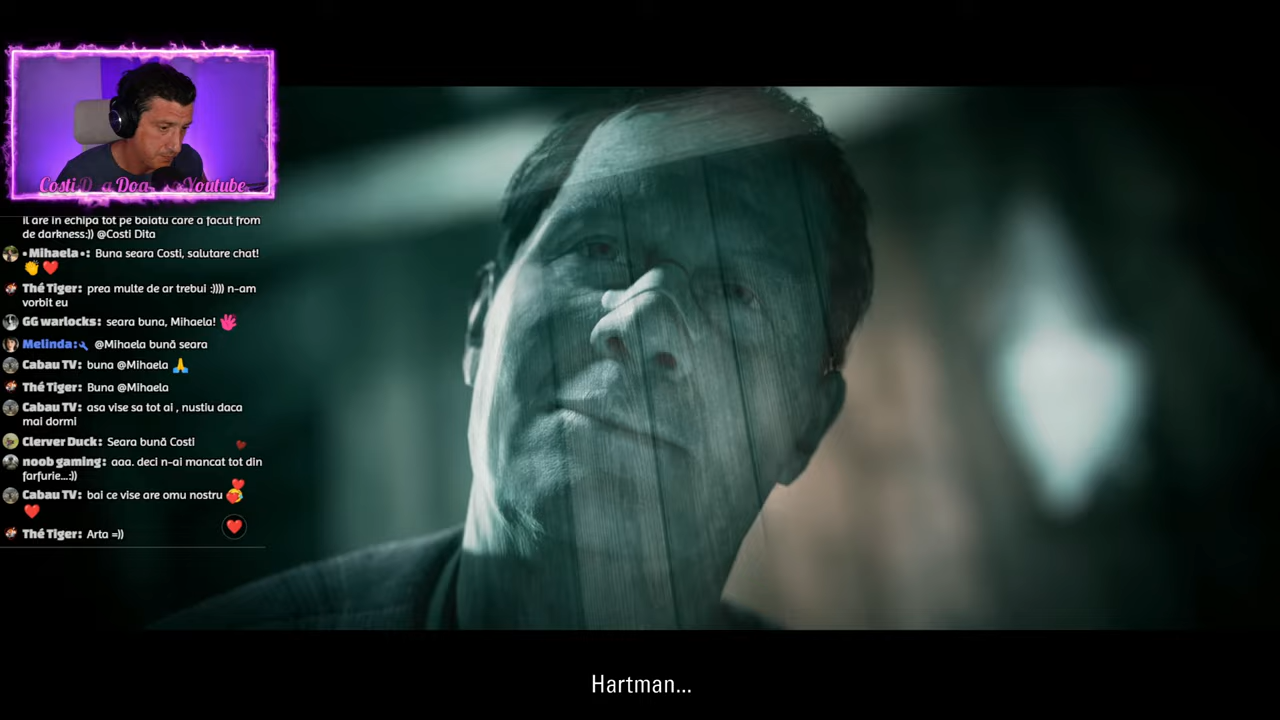 Costi D a Doa Youtube
il are in echipa tot pe baiatu care a facut from
de darkness:)) @Costi Dita
•Mihaela•: Buna seara Costi, salutare chat!
👏 ❤️
Thé Tiger: prea multe de ar trebui :)))) n-am
vorbit eu
GG warlocks: seara buna, Mihaela! 👋
Melinda: @Mihaela bună seara
Cabau TV: buna @Mihaela 🙏
Thé Tiger: Buna @MIhaela
Cabau TV: asa vise sa tot ai , nustiu daca
mai dormi
Clerver Duck: Seara bună Costi
noob gaming: aaa. deci n-ai mancat tot din
farfurie...:))
Cabau TV: bai ce vise are omu nostru
❤️
Thé Tiger: Arta =))
Hartman...